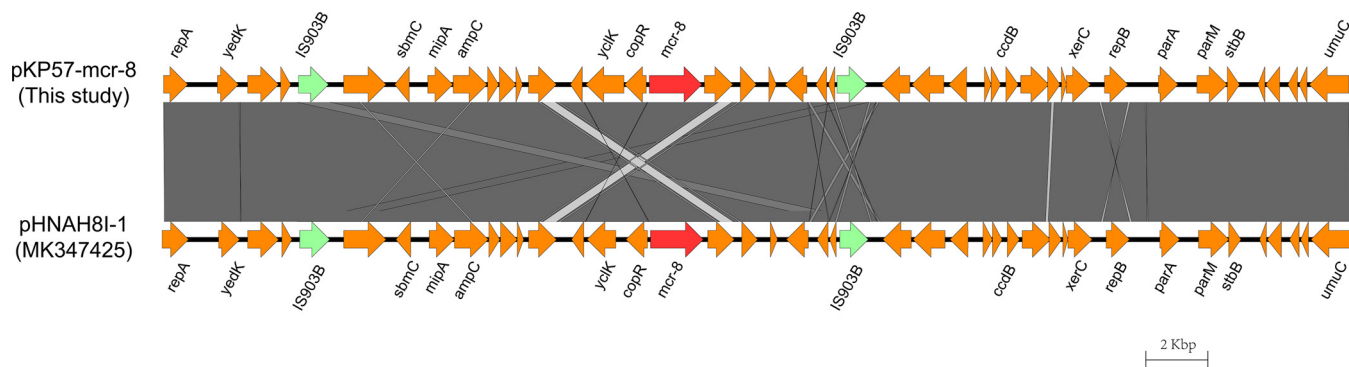 repA yedK IS903B sbmC mipA ampC yclK copR mcr-8 IS903B ccdB xerC repB parA parM stbB umuC
pKP57-mcr-8
(This study)
pHNAH8I-1
(MK347425)
repA yedK IS903B sbmC mipA ampC yclK copR mcr-8 IS903B ccdB xerC repB parA parM stbB umuC
2 Kbp